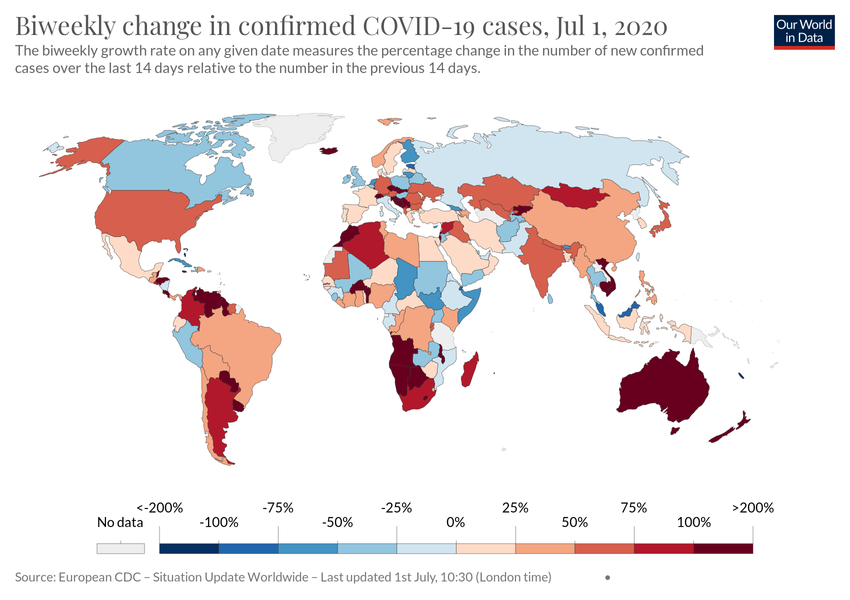 Biweekly change in confirmed COVID-19 cases, Jul 1, 2020
Our World
in Data
The biweekly growth rate on any given date measures the percentage change in the number of new confirmed
cases over the last 14 days relative to the number in the previous 14 days.
<-200% -75% -25% 25% 75% >200%
No data -100% -50% 0% 50% 100%
Source: European CDC – Situation Update Worldwide – Last updated 1st July, 10:30 (London time) •